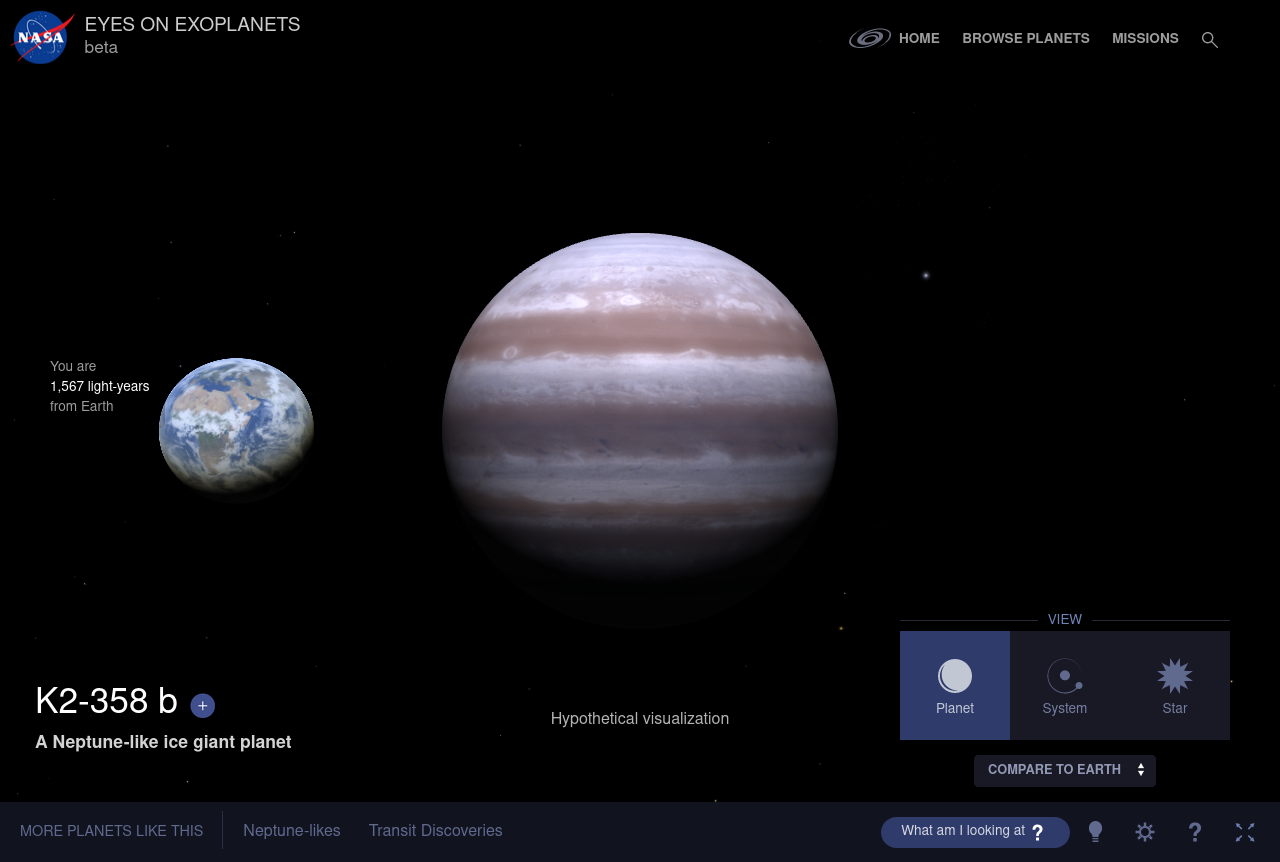 NASA
EYES ON EXOPLANETS
beta
HOME
BROWSE PLANETS
MISSIONS
You are
1,567 light-years
from Earth
K2-358 b +
A Neptune-like ice giant planet
Hypothetical visualization
VIEW
Planet
System
Star
COMPARE TO EARTH
MORE PLANETS LIKE THIS
Neptune-likes
Transit Discoveries
What am I looking at ?
?